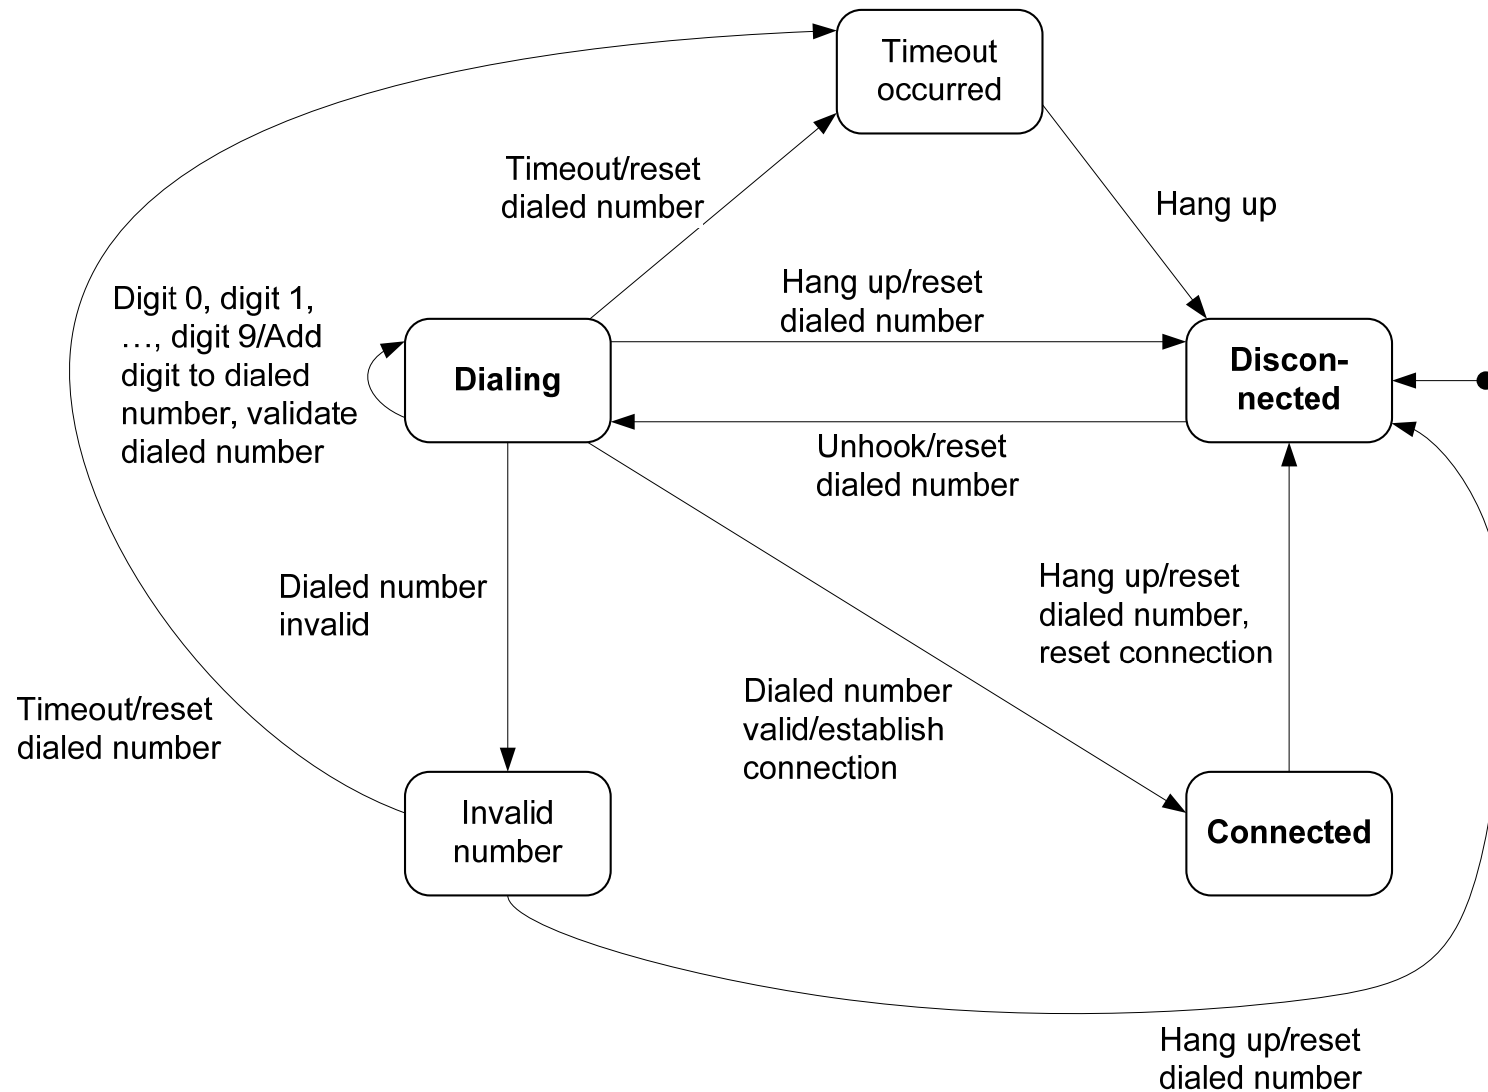 Timeout
occurred
Timeout/reset
dialed number
Hang up
Hang up/reset
dialed number
Digit 0, digit 1,
…, digit 9/Add
digit to dialed
number, validate
dialed number
Dialing
Discon-
nected
Unhook/reset
dialed number
Dialed number
invalid
Hang up/reset
dialed number,
reset connection
Dialed number
valid/establish
connection
Timeout/reset
dialed number
Invalid
number
Connected
Hang up/reset
dialed number